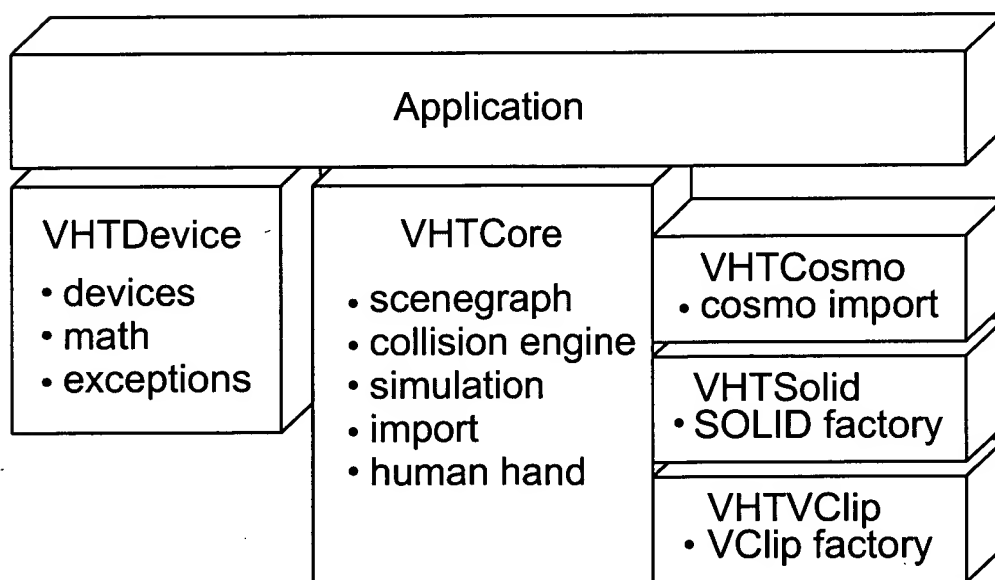 Application
VHTDevice
• devices
• math
• exceptions
VHTCore
• scenegraph
• collision engine
• simulation
• import
• human hand
VHTCosmo
• cosmo import
VHTSolid
• SOLID factory
VHTVClip
• VClip factory